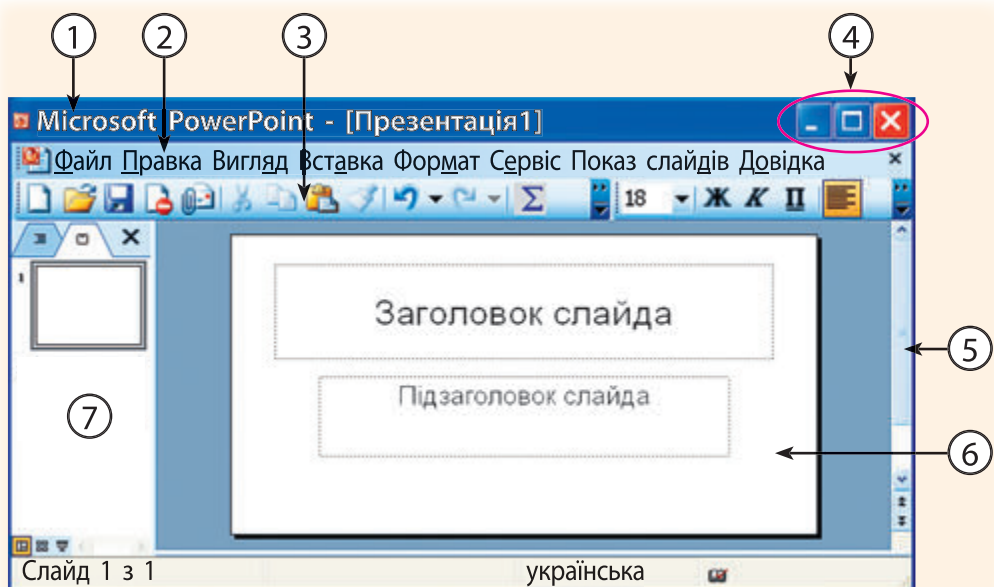 1 2 3 4
Microsoft PowerPoint - [Презентація1]
Файл Правка Вигляд Вставка Формат Сервіс Показ слайдів Довідка
18 Ж К П
1
Заголовок слайда
5
Підзаголовок слайда
7
6
Слайд 1 з 1 українська